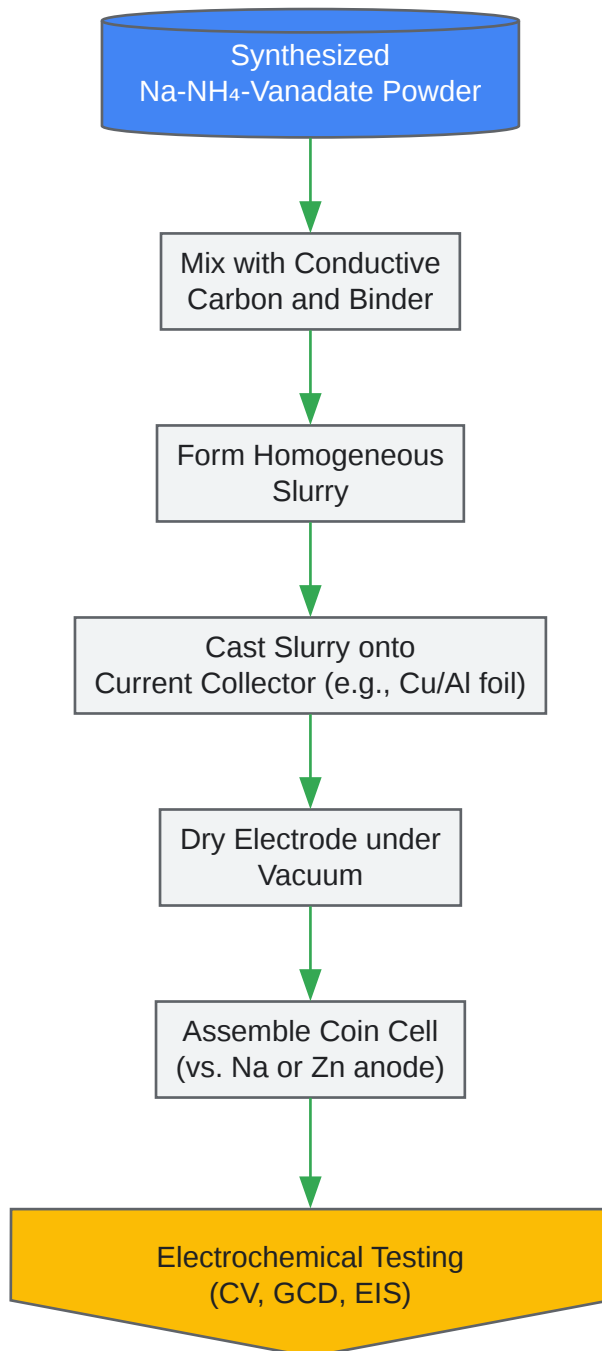 Synthesized
Na-NH₄-Vanadate Powder
Mix with Conductive
Carbon and Binder
Form Homogeneous
Slurry
Cast Slurry onto
Current Collector (e.g., Cu/Al foil)
Dry Electrode under
Vacuum
Assemble Coin Cell
(vs. Na or Zn anode)
Electrochemical Testing
(CV, GCD, EIS)